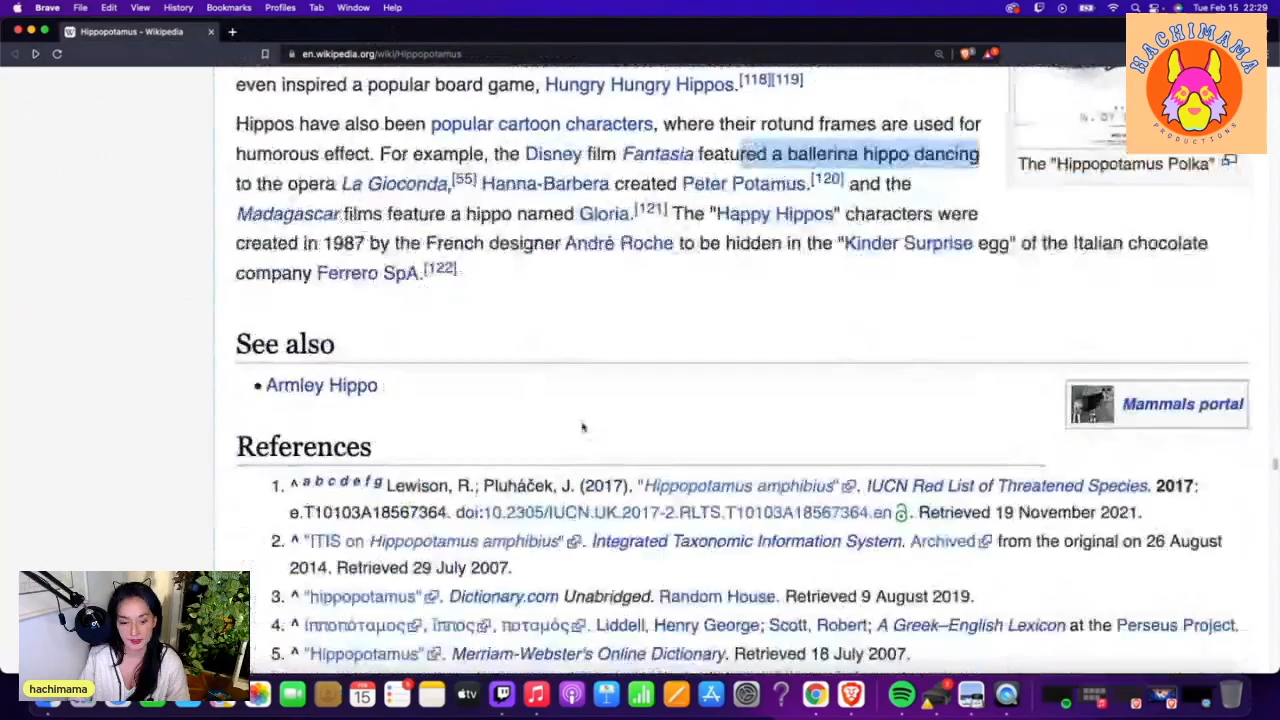 Brave File Edit View History Bookmarks Profiles Tab Window Help
Tue Feb 15 22:29
Hippopotamus - Wikipedia
en.wikipedia.org/wiki/Hippopotamus
HACHIMAMA
PRODUCTIONS
even inspired a popular board game, Hungry Hungry Hippos.[118][119]
Hippos have also been popular cartoon characters, where their rotund frames are used for
humorous effect. For example, the Disney film Fantasia featured a ballerina hippo dancing
to the opera La Gioconda,[55] Hanna-Barbera created Peter Potamus.[120] and the
Madagascar films feature a hippo named Gloria.[121] The "Happy Hippos" characters were
created in 1987 by the French designer André Roche to be hidden in the "Kinder Surprise egg" of the Italian chocolate
company Ferrero SpA.[122]
The "Hippopotamus Polka"
See also
• Armley Hippo
Mammals portal
References
1. ^ a b c d e f g Lewison, R.; Pluháček, J. (2017). "Hippopotamus amphibius". IUCN Red List of Threatened Species. 2017:
e.T10103A18567364. doi:10.2305/IUCN.UK.2017-2.RLTS.T10103A18567364.en. Retrieved 19 November 2021.
2. ^ "ITIS on Hippopotamus amphibius". Integrated Taxonomic Information System. Archived from the original on 26 August
2014. Retrieved 29 July 2007.
3. ^ "hippopotamus". Dictionary.com Unabridged. Random House. Retrieved 9 August 2019.
4. ^ ἱπποπόταμος, ἵππος, ποταμός. Liddell, Henry George; Scott, Robert; A Greek–English Lexicon at the Perseus Project.
5. ^ "Hippopotamus". Merriam-Webster's Online Dictionary. Retrieved 18 July 2007.
hachimama
FEB
15
tv